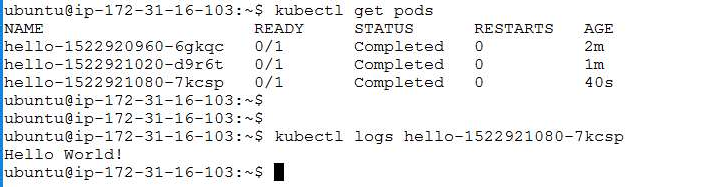 ubuntu@ip-172-31-16-103:~$ kubectl get pods
NAME READY STATUS RESTARTS AGE
hello-1522920960-6gkqc 0/1 Completed 0 2m
hello-1522921020-d9r6t 0/1 Completed 0 1m
hello-1522921080-7kcsp 0/1 Completed 0 40s
ubuntu@ip-172-31-16-103:~$
ubuntu@ip-172-31-16-103:~$
ubuntu@ip-172-31-16-103:~$ kubectl logs hello-1522921080-7kcsp
Hello World!
ubuntu@ip-172-31-16-103:~$